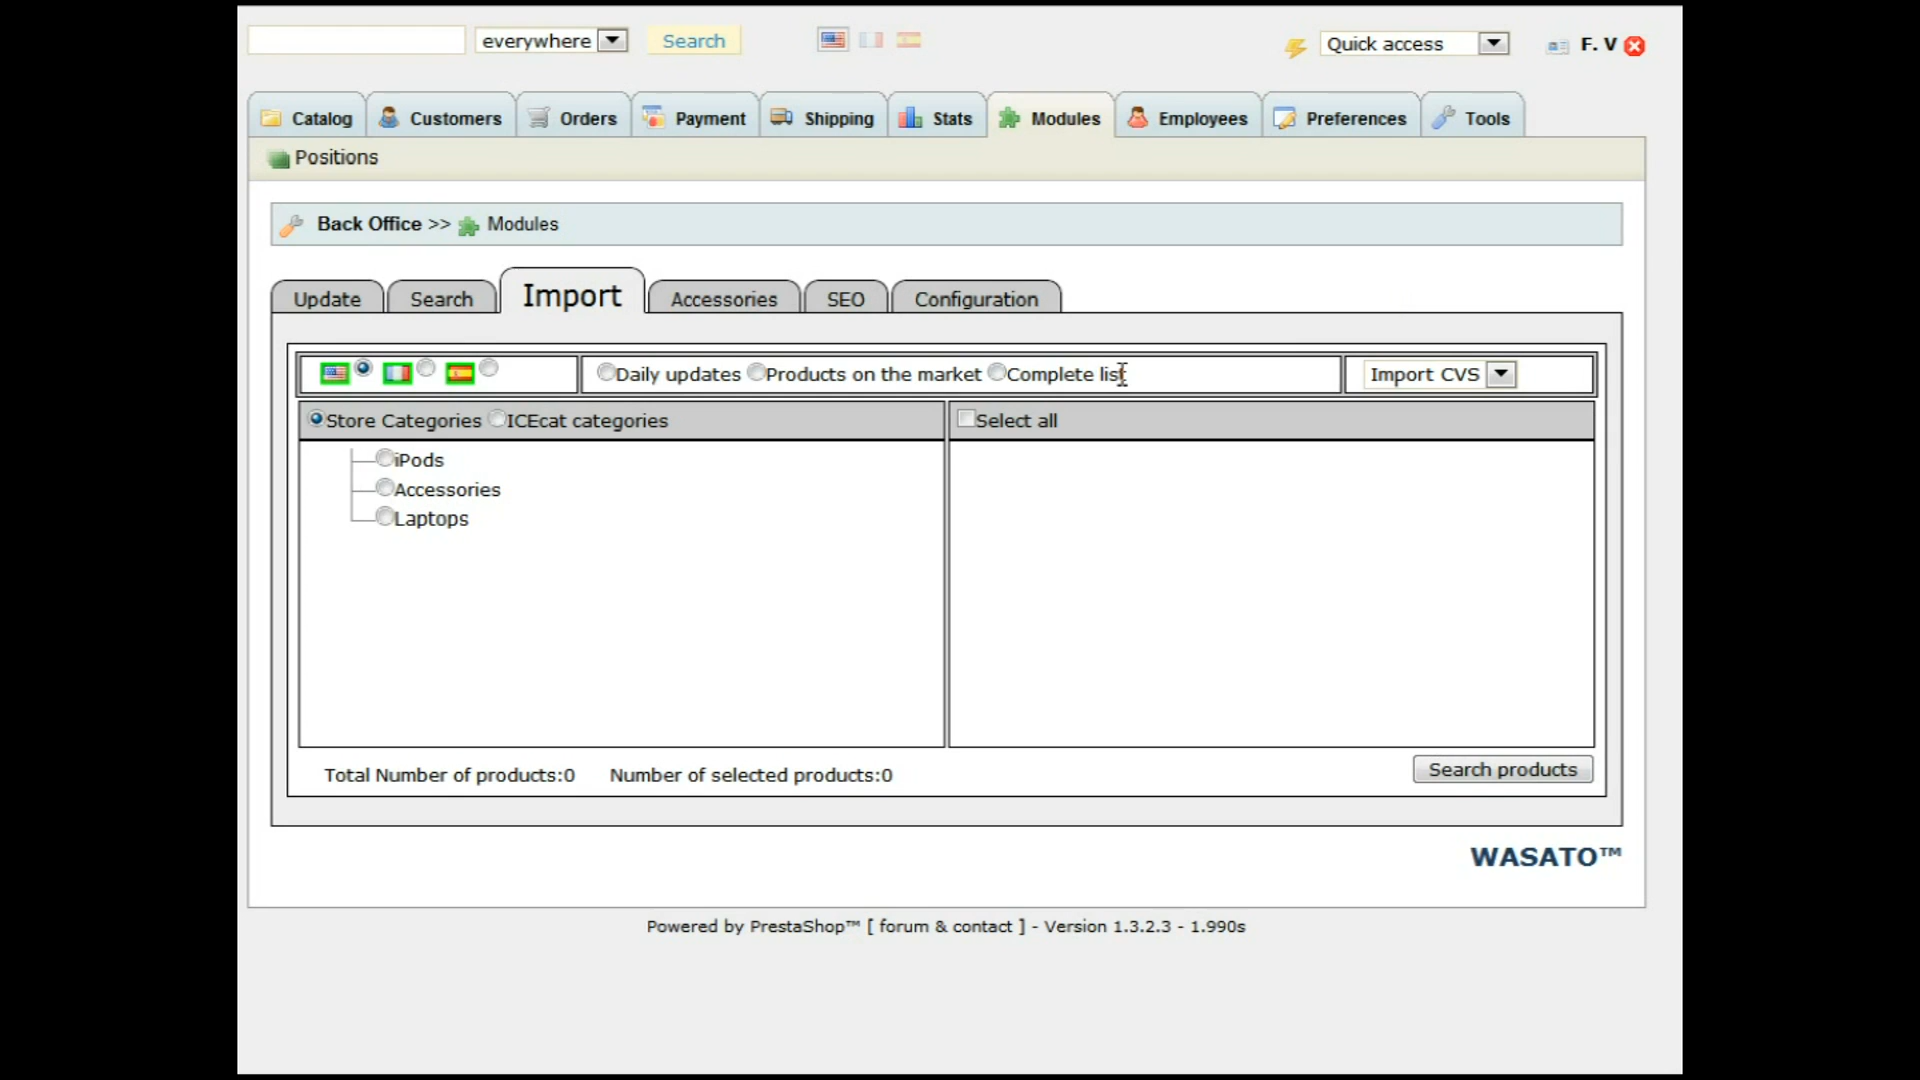 everywhere Search Quick access F. V
Catalog Customers Orders Payment Shipping Stats Modules Employees Preferences Tools
Positions
Back Office >> Modules
Update Search Import Accessories SEO Configuration
Daily updates Products on the market Complete list Import CVS
Store Categories ICEcat categories Select all
iPods
Accessories
Laptops
Total Number of products:0 Number of selected products:0 Search products
WASATO™
Powered by PrestaShop™ [ forum & contact ] - Version 1.3.2.3 - 1.990s